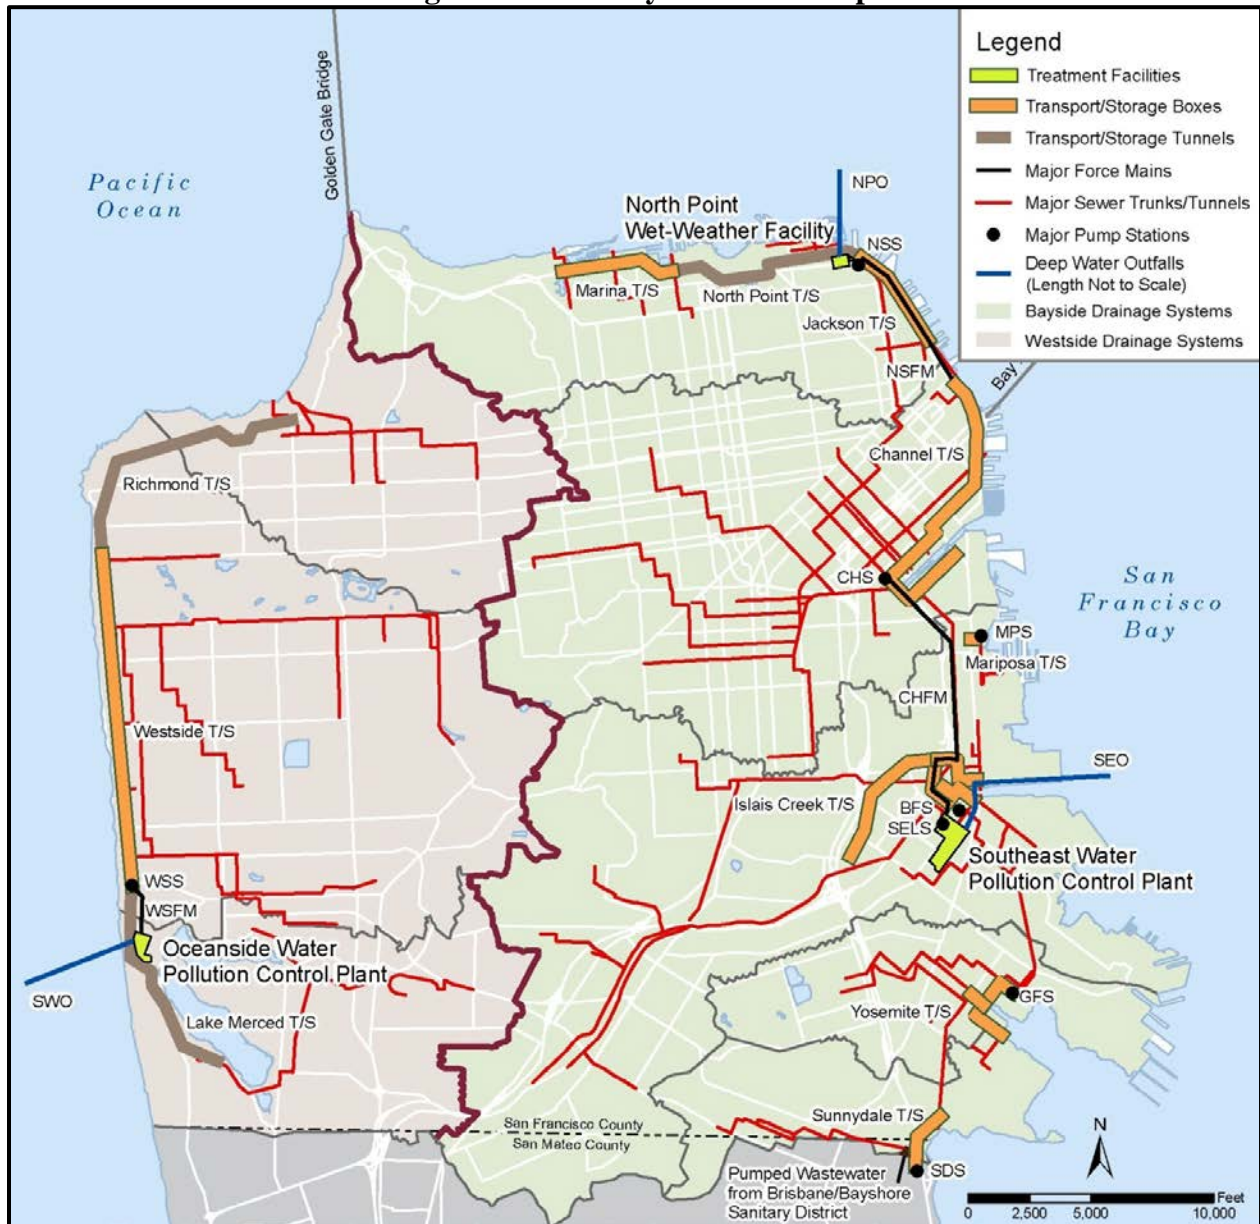 Legend
Treatment Facilities
Transport/Storage Boxes
Transport/Storage Tunnels
Major Force Mains
Major Sewer Trunks/Tunnels
Major Pump Stations
Deep Water Outfalls
(Length Not to Scale)
Bayside Drainage Systems
Westside Drainage Systems
Golden Gate Bridge
Pacific
Ocean
NPO
North Point
Wet-Weather Facility
NSS
Marina T/S
North Point T/S
Jackson T/S
NSFM
Bay
Channel T/S
Richmond T/S
CHS
San
Francisco
Bay
MPS
Mariposa T/S
CHFM
Westside T/S
SEO
Islais Creek T/S
BFS
SELS
Southeast Water
Pollution Control Plant
WSS
WSFM
Oceanside Water
Pollution Control Plant
SWO
Lake Merced T/S
GFS
Yosemite T/S
Sunnydale T/S
San Francisco County
San Mateo County
SDS
Pumped Wastewater
from Brisbane/Bayshore
Sanitary District
N
Feet
0 2,500 5,000 10,000